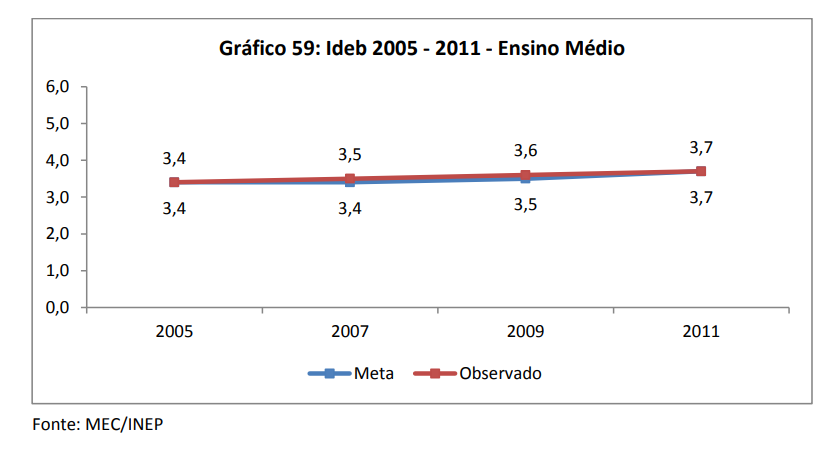 Gráfico 59: Ideb 2005 - 2011 - Ensino Médio
6,0
5,0
4,0
3,0
2,0
1,0
0,0
3,4 3,5 3,6 3,7
3,4 3,4 3,5 3,7
2005 2007 2009 2011
Meta Observado
Fonte: MEC/INEP